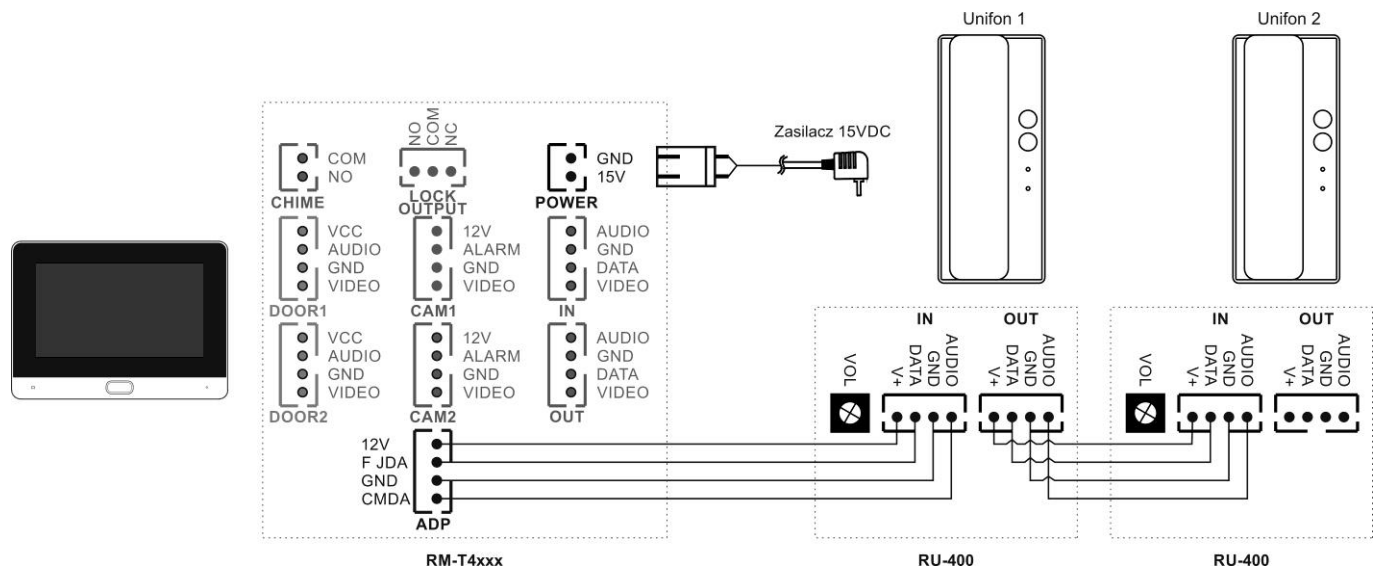 Unifon 1
Unifon 2
Zasilacz 15VDC
COM
NO
CHIME
NO
COM
NC
LOCK
OUTPUT
GND
15V
POWER
VCC
AUDIO
GND
VIDEO
DOOR1
12V
ALARM
GND
VIDEO
CAM1
AUDIO
GND
DATA
VIDEO
IN
VCC
AUDIO
GND
VIDEO
DOOR2
12V
ALARM
GND
VIDEO
CAM2
AUDIO
GND
DATA
VIDEO
OUT
12V
F JDA
GND
CMDA
ADP
RM-T4xxx
VOL
IN
V+
DATA
GND
AUDIO
OUT
V+
DATA
GND
AUDIO
RU-400
VOL
IN
V+
DATA
GND
AUDIO
OUT
V+
DATA
GND
AUDIO
RU-400